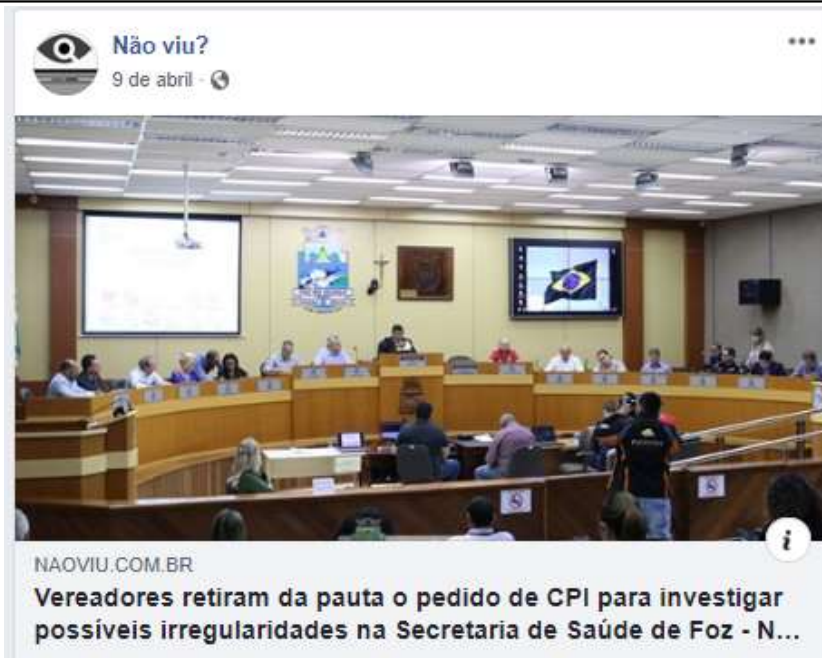 Não viu?
9 de abril ·
NAOVIU.COM.BR
Vereadores retiram da pauta o pedido de CPI para investigar
possíveis irregularidades na Secretaria de Saúde de Foz - N...